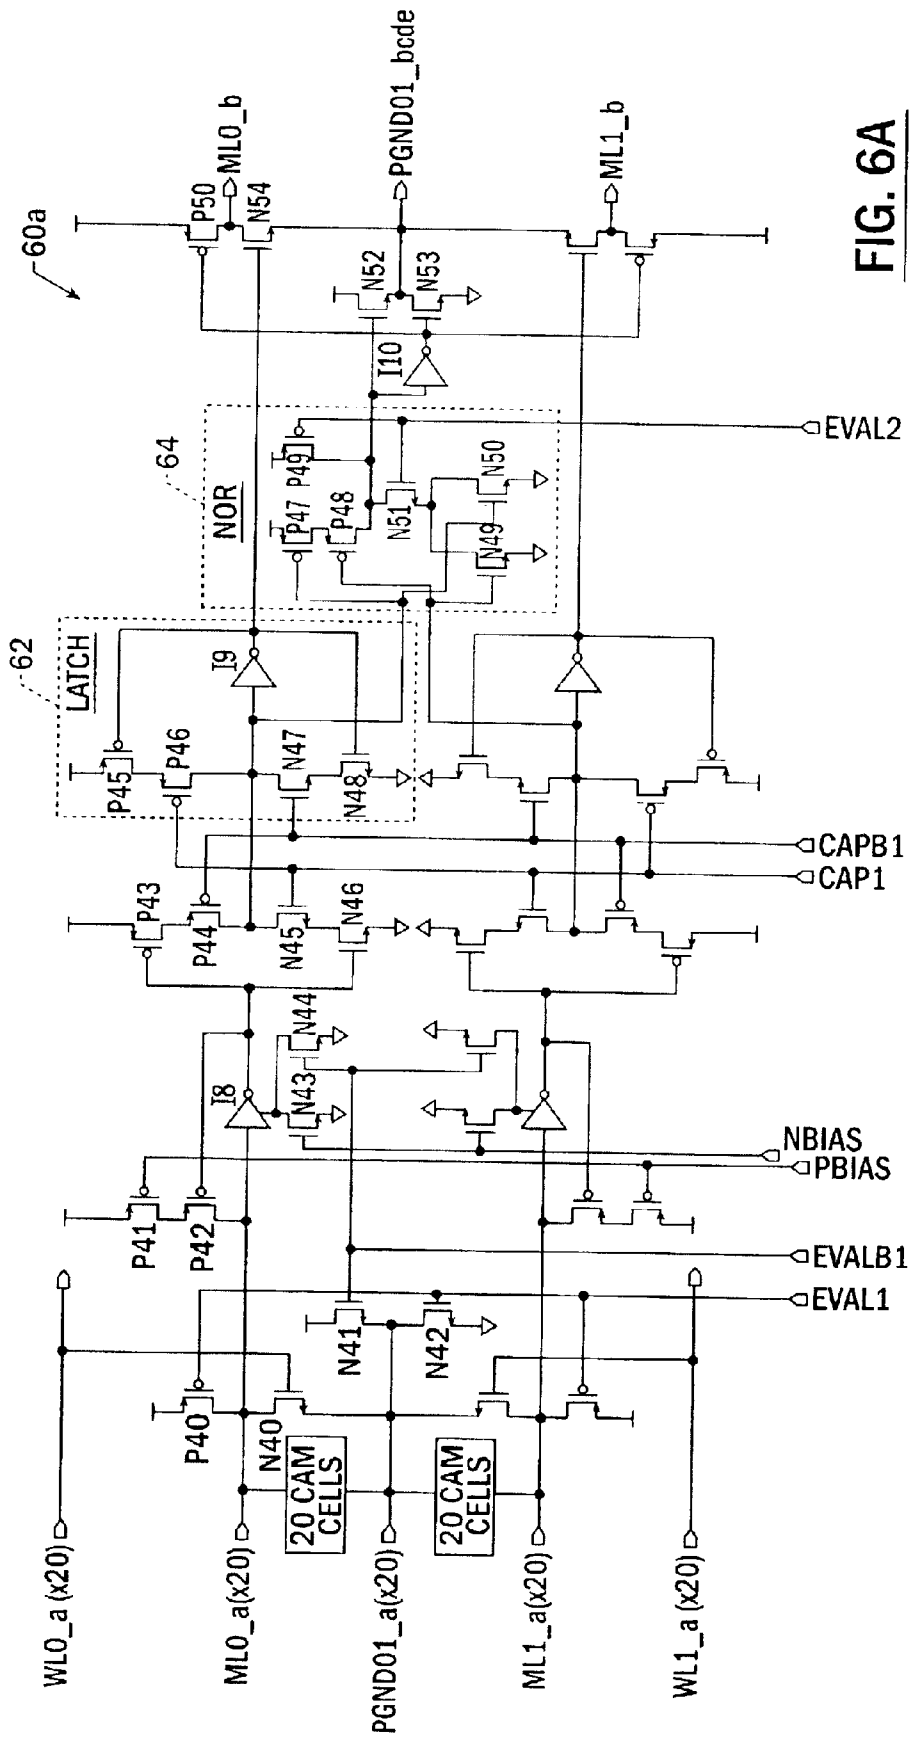 60a
WL0_a (x20)
ML0_a(x20)
PGND01_a(x20)
ML1_a(x20)
WL1_a (x20)
20 CAM
CELLS
20 CAM
CELLS
P40
N40
N41
N42
EVAL1
EVALB1
P41
P42
PBIAS
NBIAS
I8
N43
N44
P43
P44
N45
N46
CAP1
CAPB1
62
LATCH
P45
P46
N47
N48
I9
64
NOR
P47
P48
P49
N51
N49
N50
EVAL2
I10
N52
N53
P50
N54
ML0_b
PGND01_bcde
ML1_b
FIG. 6A